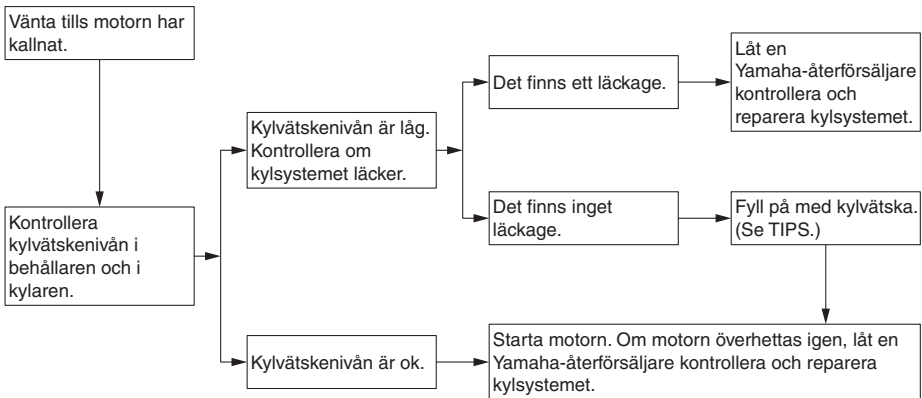 Vänta tills motorn har
kallnat.
Kontrollera
kylvätskenivån i
behållaren och i
kylaren.
Kylvätskenivån är låg.
Kontrollera om
kylsystemet läcker.
Det finns ett läckage.
Låt en
Yamaha-återförsäljare
kontrollera och
reparera kylsystemet.
Det finns inget
läckage.
Fyll på med kylvätska.
(Se TIPS.)
Kylvätskenivån är ok.
Starta motorn. Om motorn överhettas igen, låt en
Yamaha-återförsäljare kontrollera och reparera
kylsystemet.